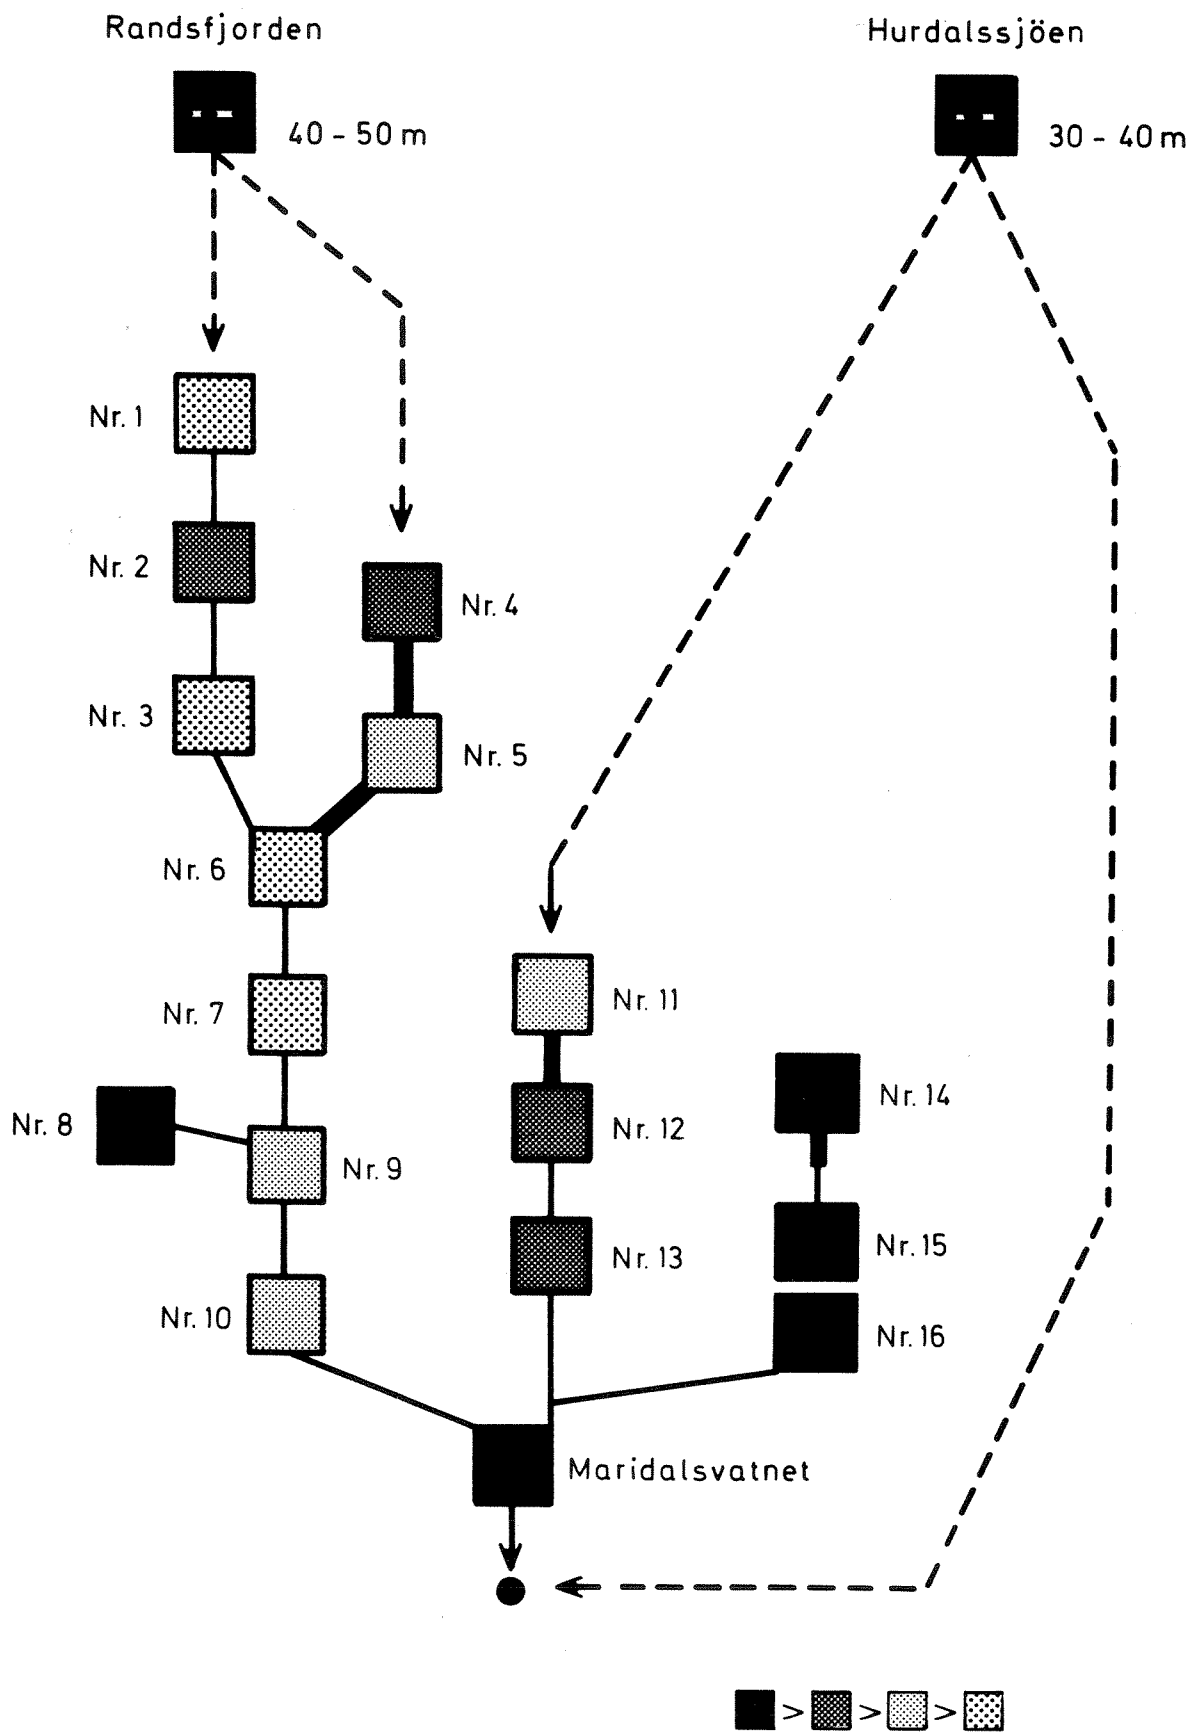 Randsfjorden
Hurdalssjöen
40 - 50 m
30 - 40 m
Nr. 1
Nr. 2
Nr. 4
Nr. 3
Nr. 5
Nr. 6
Nr. 11
Nr. 7
Nr. 14
Nr. 8
Nr. 12
Nr. 9
Nr. 15
Nr. 13
Nr. 10
Nr. 16
Maridalsvatnet
> > >